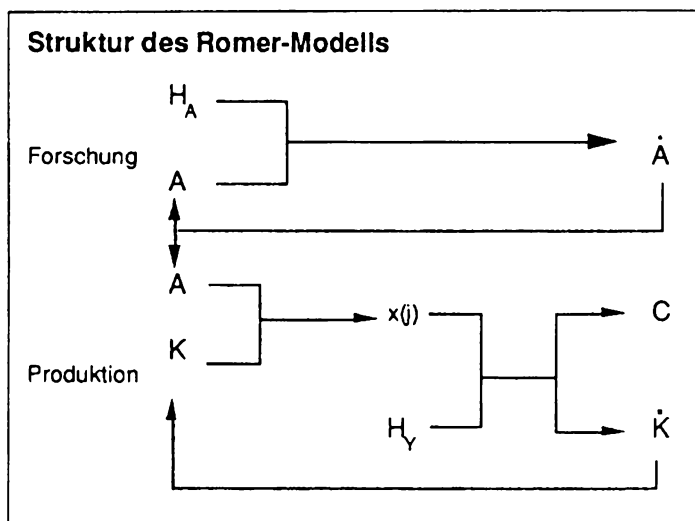 Struktur des Romer-Modells
H_A
Forschung
Ȧ
A
A
x(j)
C
K
Produktion
H_Y
K̇